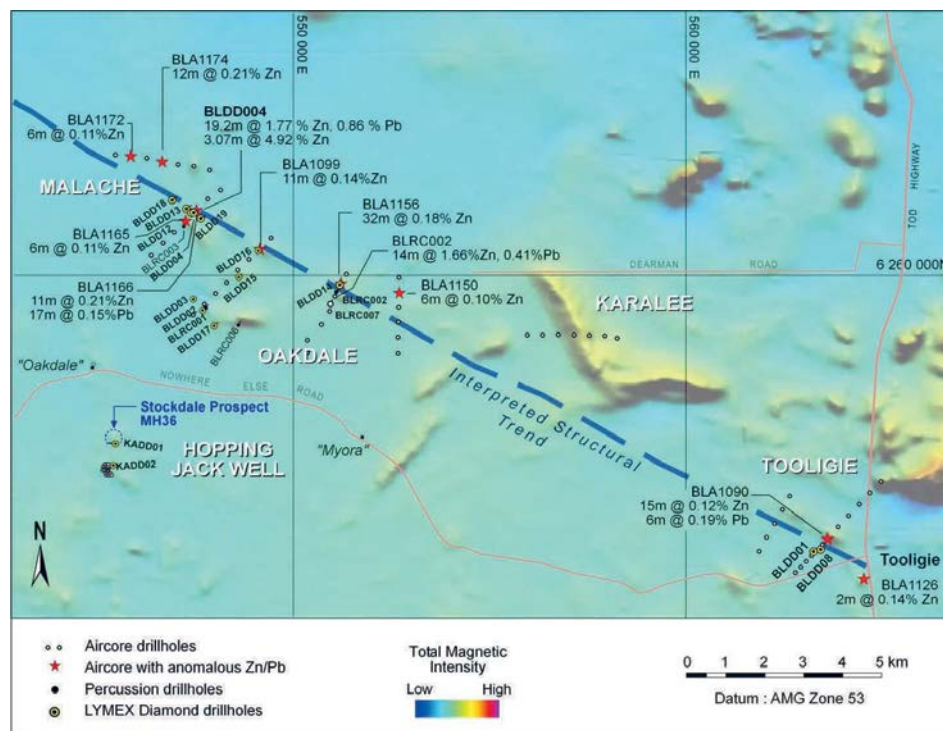 550 000 E
560 000 E
BLA1174
12m @ 0.21% Zn
BLDD004
19.2m @ 1.77 % Zn, 0.86 % Pb
3.07m @ 4.92 % Zn
BLA1172
6m @ 0.11%Zn
BLA1099
11m @ 0.14%Zn
MALACHE
BLDD18
BLDD13
BLDD19
BLDD12
BLRC003
BLDD04
BLDD16
BLA1165
6m @ 0.11% Zn
BLA1156
32m @ 0.18% Zn
BLRC002
14m @ 1.66%Zn, 0.41%Pb
TOD HIGHWAY
DEARMAN ROAD
6 260 000N
BLA1166
11m @ 0.21%Zn
17m @ 0.15%Pb
BLDD15
BLRC002
BLRC007
BLA1150
6m @ 0.10% Zn
BLDD03
BLRC001
BLDD17
BLRC006
KARALEE
OAKDALE
"Oakdale"
NOWHERE ELSE ROAD
Interpreted Structural
Trend
Stockdale Prospect
MH36
KADD01
KADD02
HOPPING
JACK WELL
"Myora"
TOOLIGIE
BLA1090
15m @ 0.12% Zn
6m @ 0.19% Pb
BLDD01
BLDD08
Tooligie
BLA1126
2m @ 0.14% Zn
N
Aircore drillholes
Aircore with anomalous Zn/Pb
Percussion drillholes
LYMEX Diamond drillholes
Total Magnetic
Intensity
Low High
0 1 2 3 4 5 km
Datum : AMG Zone 53